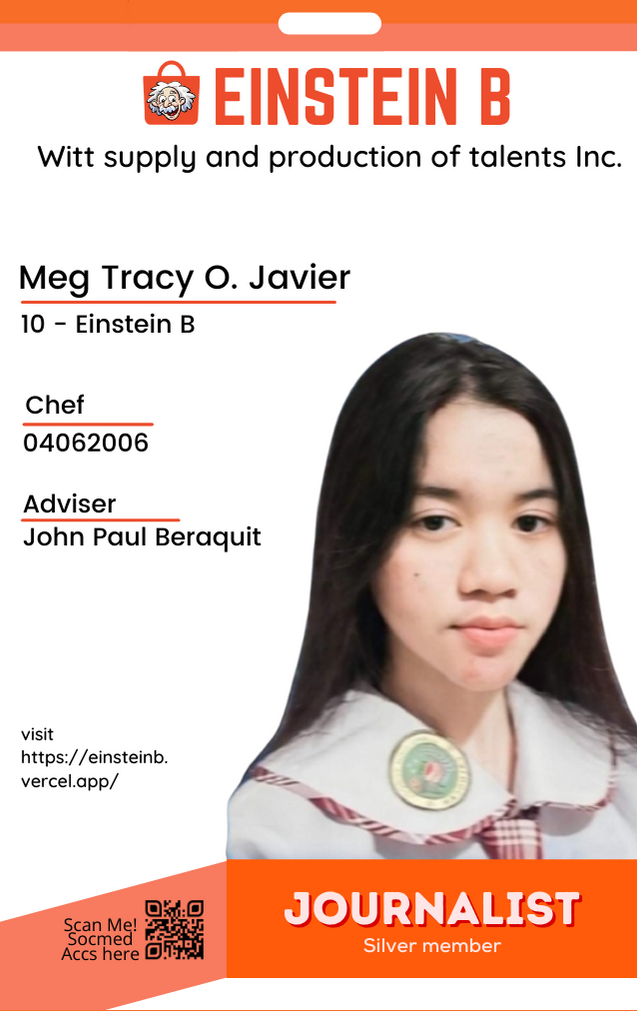 EINSTEIN B
Witt supply and production of talents Inc.
Meg Tracy O. Javier
10 - Einstein B
Chef
04062006
Adviser
John Paul Beraquit
visit
https://einsteinb.
vercel.app/
Scan Me!
Socmed
Accs here
JOURNALIST
Silver member